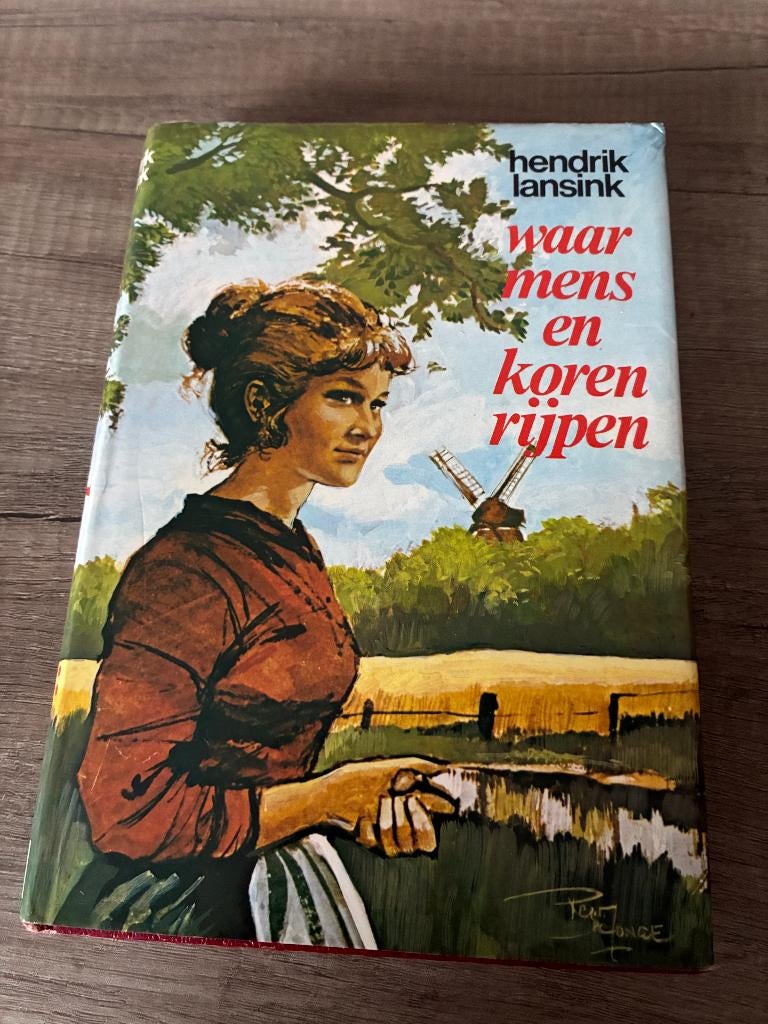 hendrik
lansink
waar
mens
en
koren
rijpen